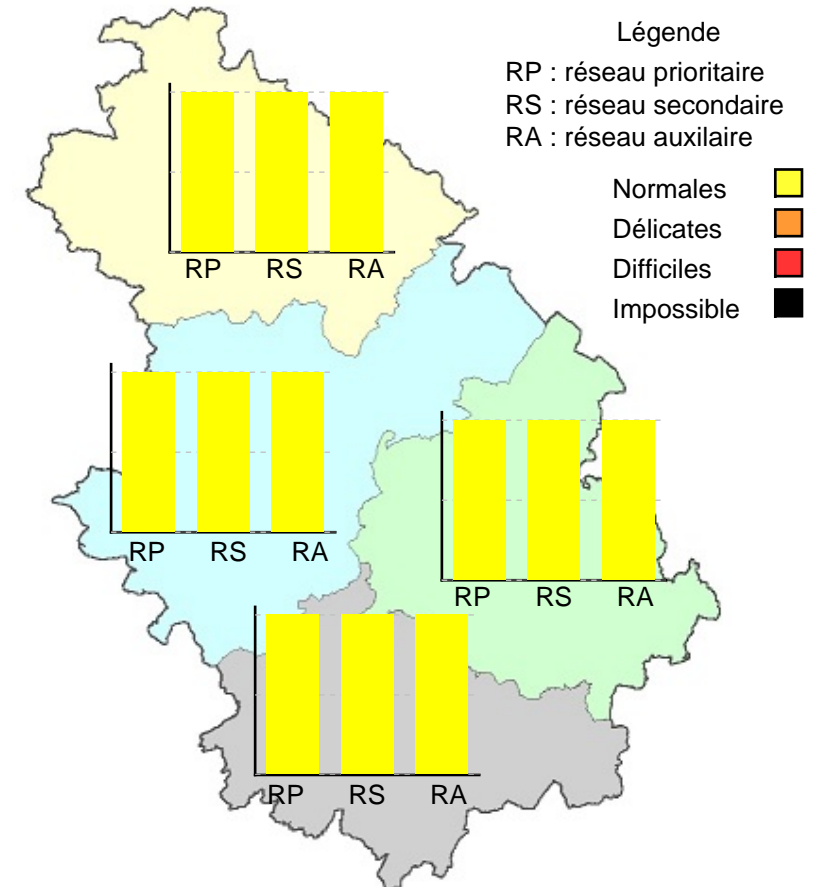 Légende
RP : réseau prioritaire
RS : réseau secondaire
RA : réseau auxilaire
Normales
Délicates
Difficiles
Impossible
RP RS RA
RP RS RA
RP RS RA
RP RS RA